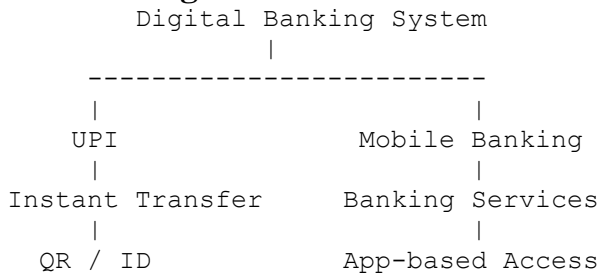 Digital Banking System
|
-------------------------
| |
UPI Mobile Banking
| |
Instant Transfer Banking Services
| |
QR / ID App-based Access